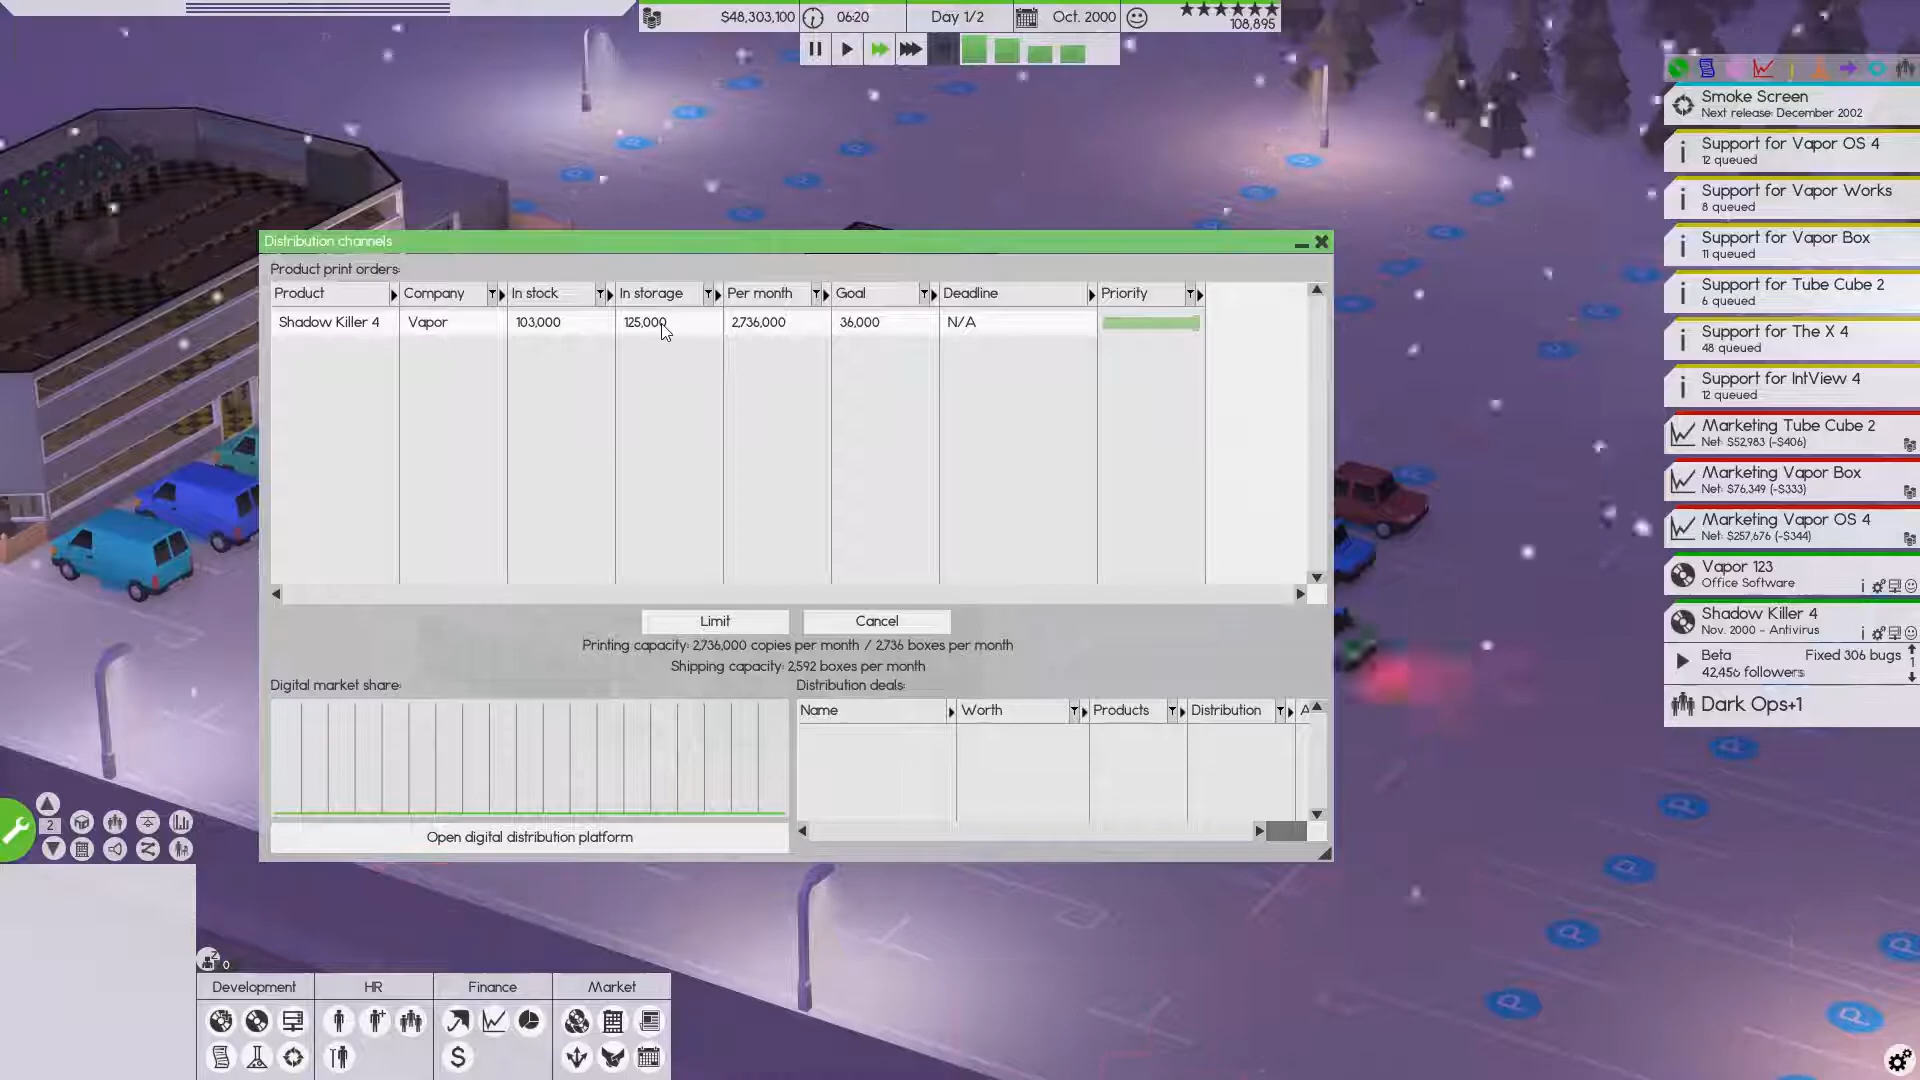 $48,303,100
06:20
Day 1/2
Oct. 2000
108,895
Smoke Screen
Next release: December 2002
Support for Vapor OS 4
12 queued
Support for Vapor Works
8 queued
Support for Vapor Box
11 queued
Support for Tube Cube 2
6 queued
Support for The X 4
48 queued
Support for IntView 4
12 queued
Marketing Tube Cube 2
Net: $52,983 (-$406)
Marketing Vapor Box
Net: $76,349 (-$333)
Marketing Vapor OS 4
Net: $257,676 (-$344)
Vapor 123
Office Software
Shadow Killer 4
Nov. 2000 - Antivirus
Beta
Fixed 306 bugs
1
42,456 followers
Dark Ops+1
Distribution channels
Product print orders:
Product Company In stock In storage Per month Goal Deadline Priority
Shadow Killer 4 Vapor 103,000 125,000 2,736,000 36,000 N/A
Limit
Cancel
Printing capacity: 2,736,000 copies per month / 2,736 boxes per month
Shipping capacity: 2,592 boxes per month
Digital market share:
Distribution deals:
Name Worth Products Distribution A
Open digital distribution platform
2
0
Development
HR
Finance
Market